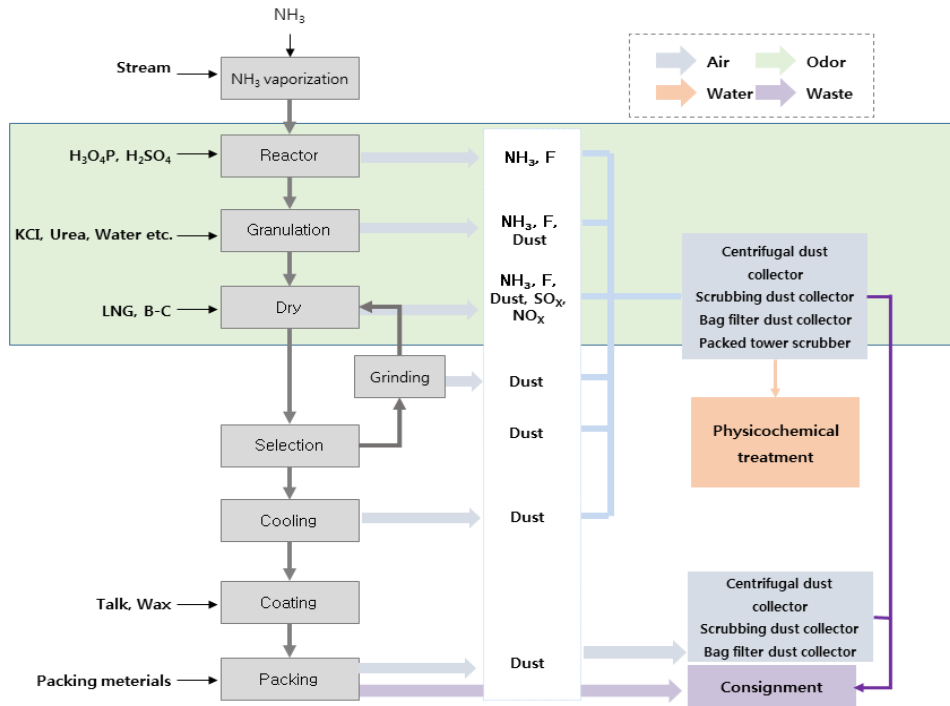 NH₃
Stream
NH₃ vaporization
Air
Odor
Water
Waste
H₃O₄P, H₂SO₄
Reactor
NH₃, F
KCI, Urea, Water etc.
Granulation
NH₃, F,
Dust
LNG, B-C
Dry
NH₃, F,
Dust, SOX,
NOX
Centrifugal dust
collector
Scrubbing dust collector
Bag filter dust collector
Packed tower scrubber
Grinding
Dust
Selection
Dust
Physicochemical
treatment
Cooling
Dust
Talk, Wax
Coating
Centrifugal dust
collector
Scrubbing dust collector
Bag filter dust collector
Packing materials
Packing
Dust
Consignment